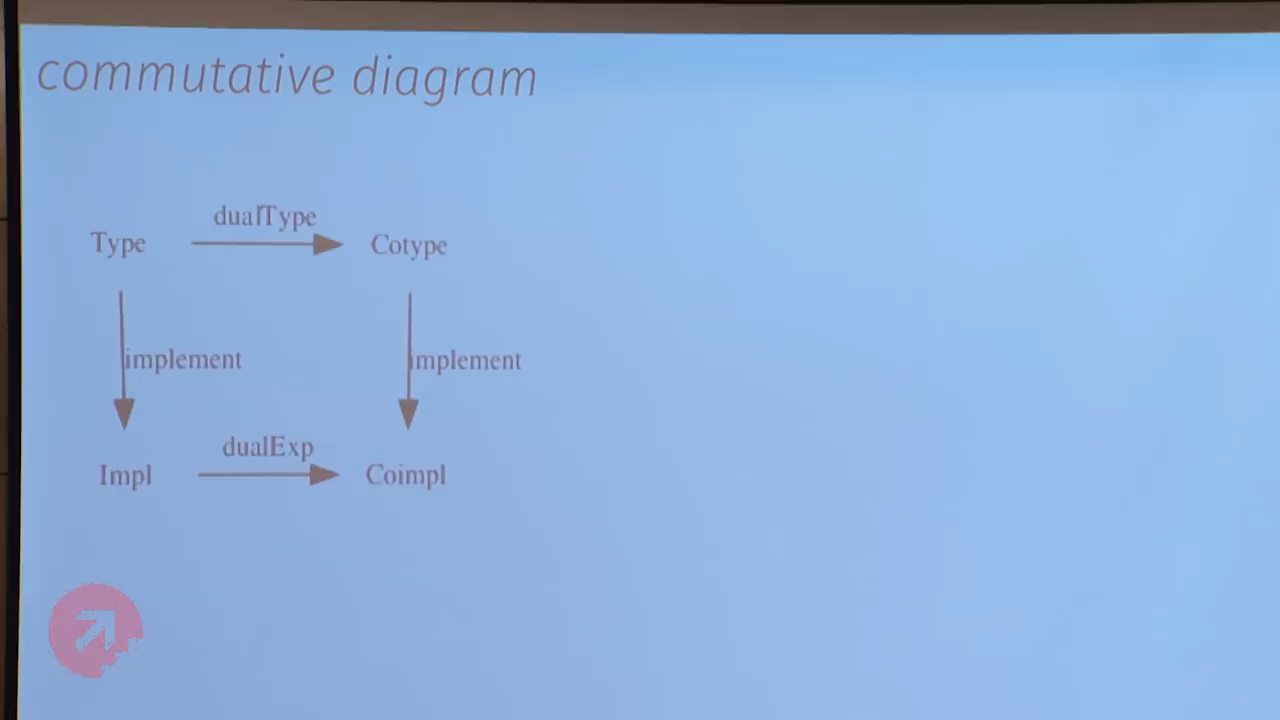 commutative diagram
dualType
Type
Cotype
implement
implement
dualExp
Impl
Coimpl